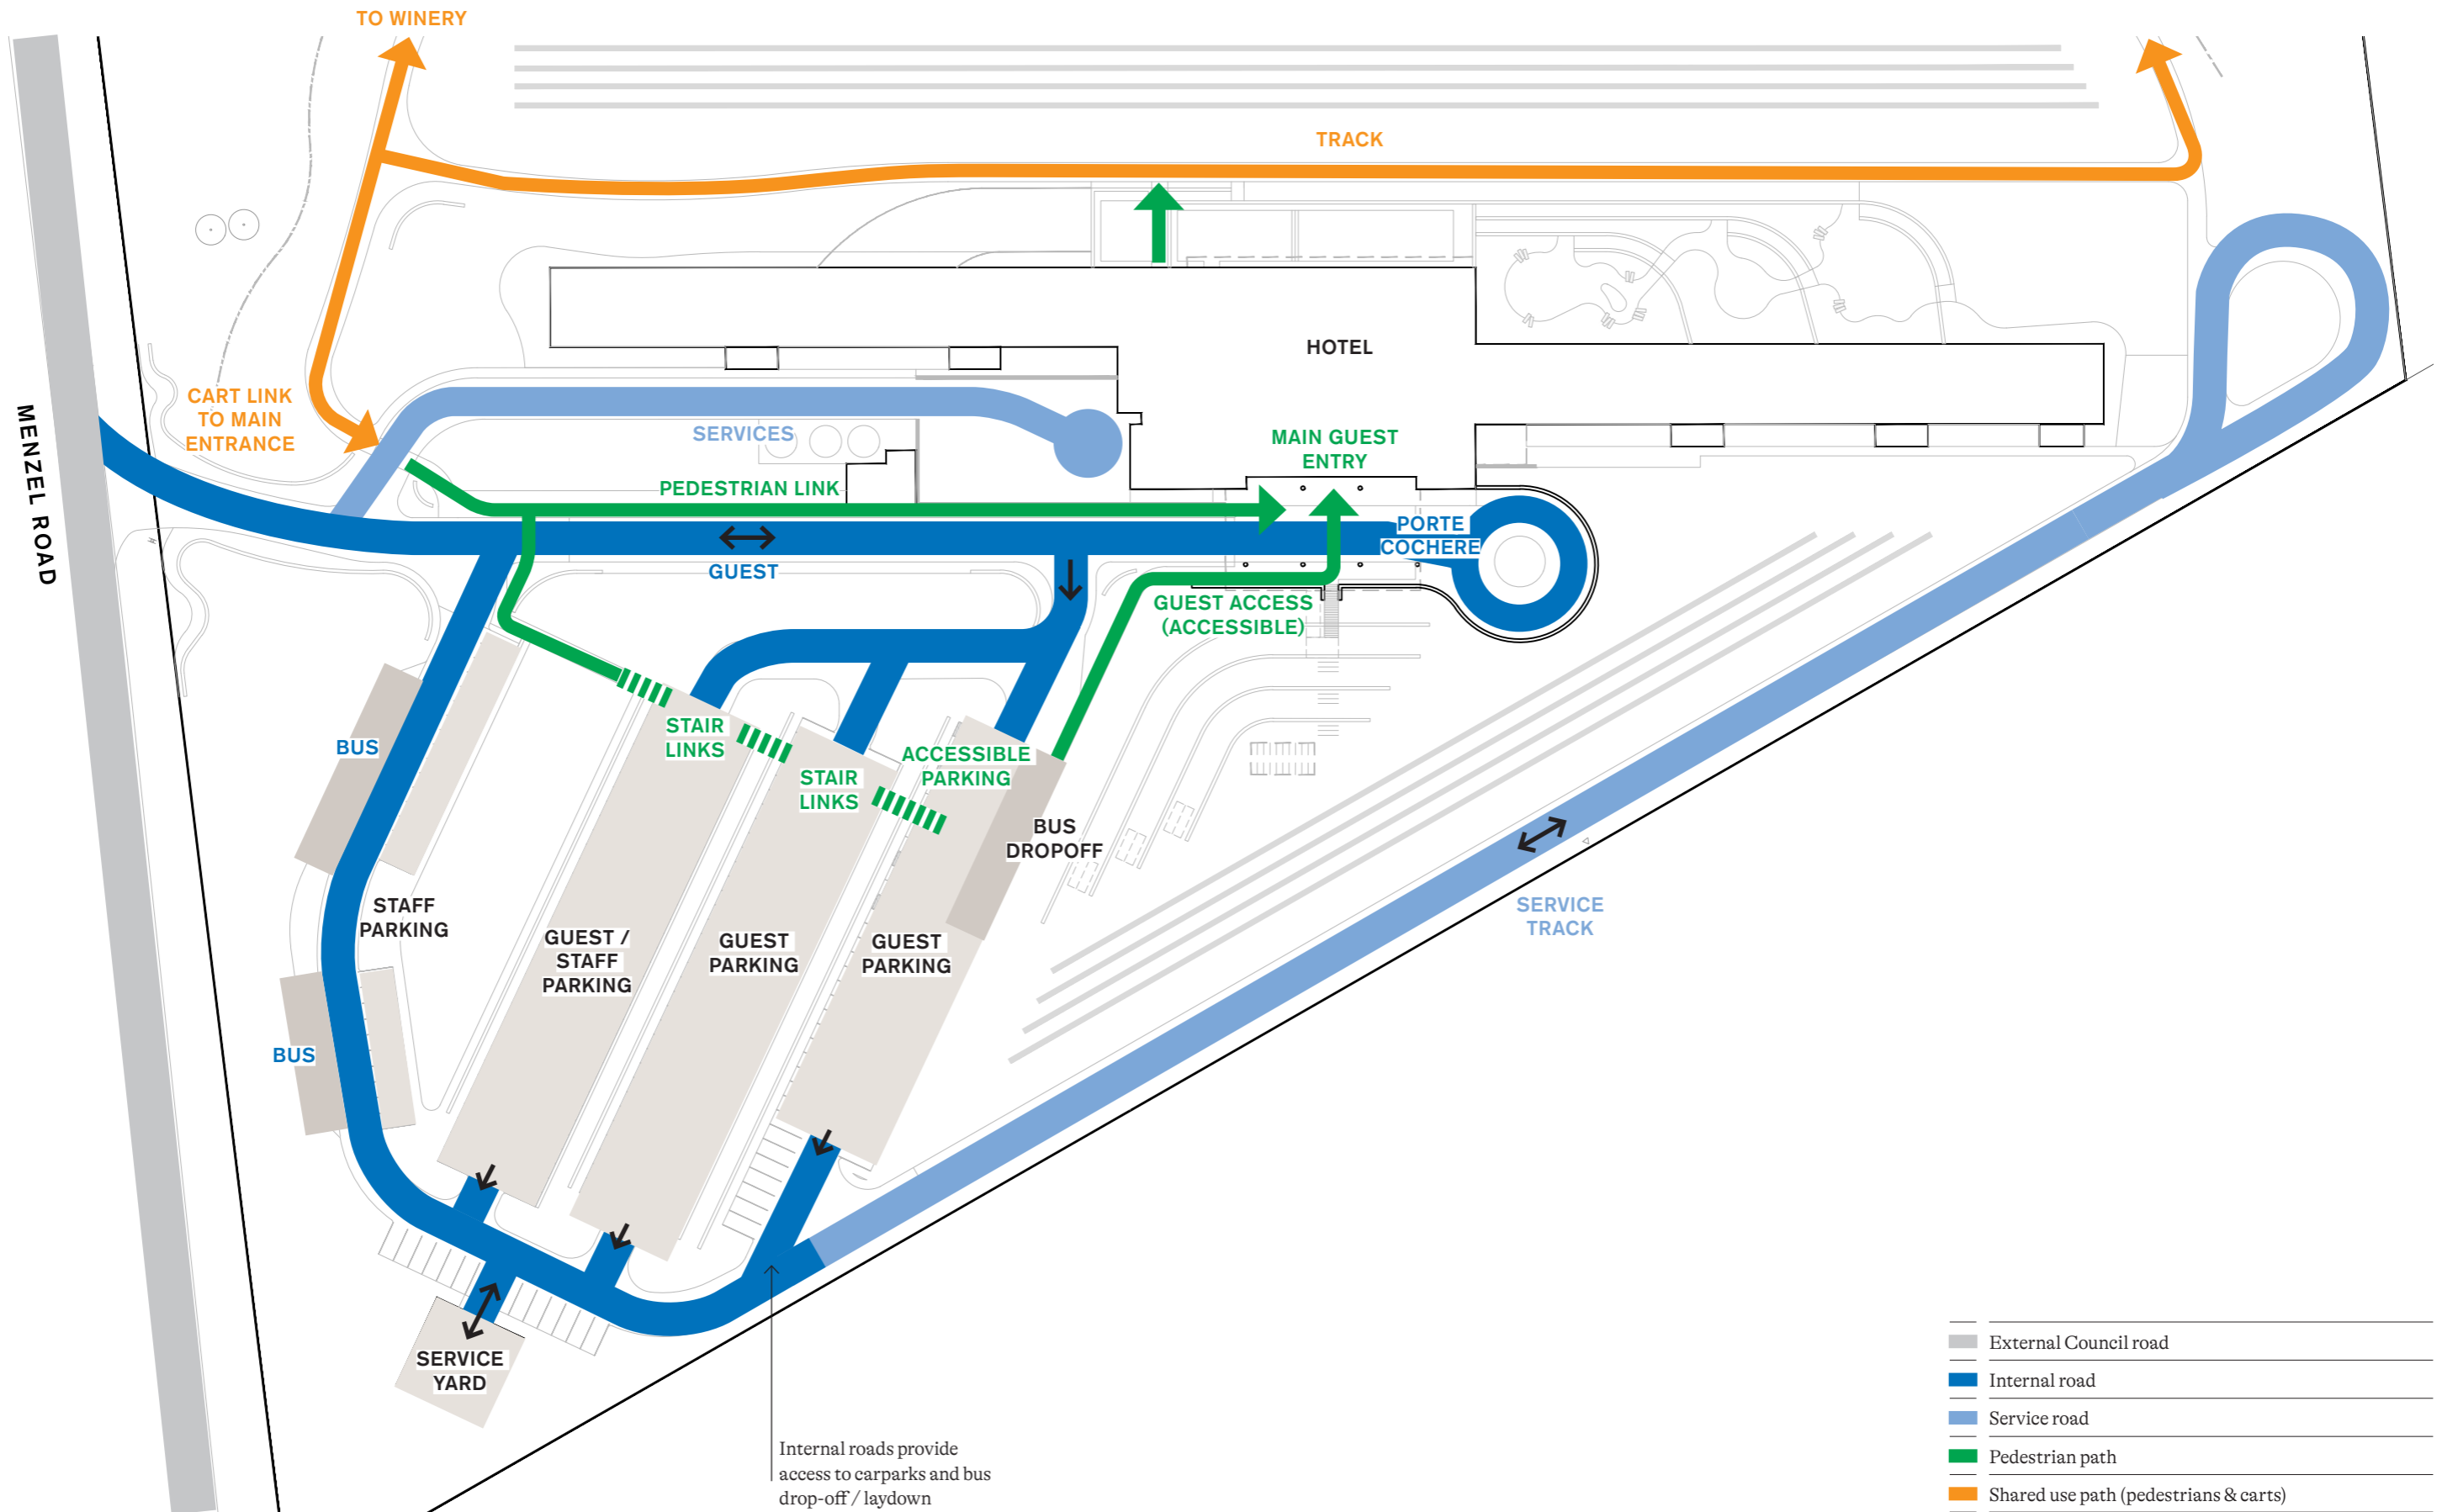 TO WINERY
TRACK
HOTEL
CART LINK
TO MAIN
ENTRANCE
MENZEL ROAD
SERVICES
MAIN GUEST
ENTRY
PEDESTRIAN LINK
PORTE
COCHERE
GUEST
GUEST ACCESS
(ACCESSIBLE)
STAIR
LINKS
BUS
ACCESSIBLE
PARKING
STAIR
LINKS
BUS
DROPOFF
STAFF
PARKING
SERVICE
TRACK
GUEST /
STAFF
PARKING
GUEST
PARKING
GUEST
PARKING
BUS
SERVICE
YARD
Internal roads provide
access to carparks and bus
drop-off / laydown
External Council road
Internal road
Service road
Pedestrian path
Shared use path (pedestrians & carts)